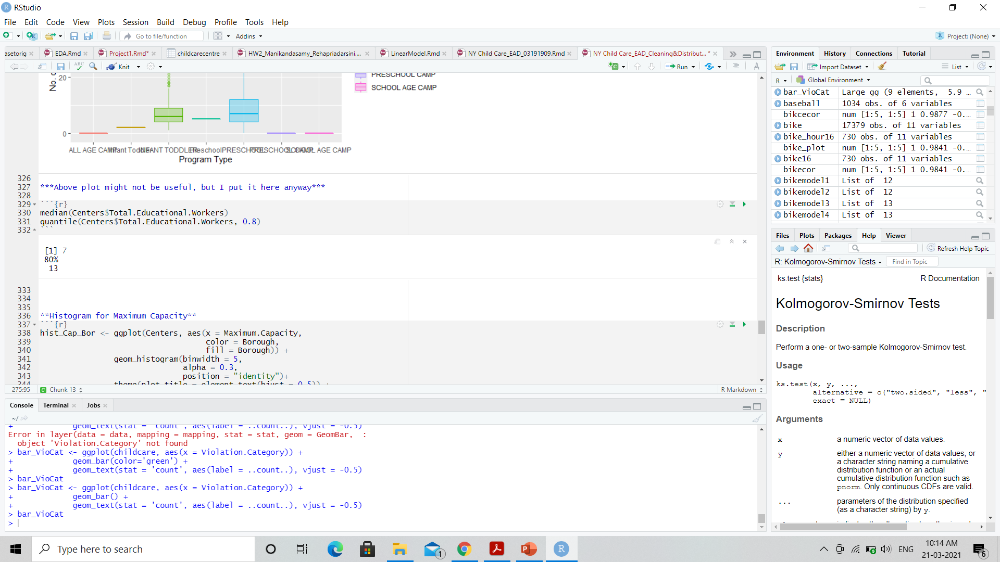 RStudio
File Edit Code View Plots Session Build Debug Profile Tools Help
Go to file/function Addins Project: (None)
asetorig EDA.Rmd Project1.Rmd* childcarecentre HW2_Manikandasamy_Rehapriadarsini.... LinearModel.Rmd NY Child Care_EAD_03191909.Rmd NY Child Care_EAD_Cleaning&Distribut...*
ABC Knit Run
20
No.
PRESCHOOL CAMP
SCHOOL AGE CAMP
0
ALL AGE CAMP Infant Toddler INFANT TODDLER Preschool PRESCHOOL PRESCHOOL CAMP SCHOOL AGE CAMP
Program Type
326
327 ***Above plot might not be useful, but I put it here anyway***
328
329 ```{r}
330 median(Centers$Total.Educational.Workers)
331 quantile(Centers$Total.Educational.Workers, 0.8)
332 ```
[1] 7
80%
13
333
334
335
336 **Histogram for Maximum Capacity**
337 ```{r}
338 hist_Cap_Bor <- ggplot(Centers, aes(x = Maximum.Capacity,
339 color = Borough,
340 fill = Borough)) +
341 geom_histogram(binwidth = 5,
342 alpha = 0.3,
343 position = "identity")+
344 theme(plot.title = element_text(hjust = 0.5)) +
275:95 Chunk 13 R Markdown
Console Terminal Jobs
~/
+ geom_text(stat = 'count', aes(label = ..count..), vjust = -0.5)
Error in layer(data = data, mapping = mapping, stat = stat, geom = GeomBar, :
object 'Violation.Category' not found
> bar_VioCat <- ggplot(childcare, aes(x = Violation.Category)) +
+ geom_bar(color='green') +
+ geom_text(stat = 'count', aes(label = ..count..), vjust = -0.5)
> bar_VioCat
> bar_VioCat <- ggplot(childcare, aes(x = Violation.Category)) +
+ geom_bar() +
+ geom_text(stat = 'count', aes(label = ..count..), vjust = -0.5)
> bar_VioCat
>
Environment History Connections Tutorial
Import Dataset List
R Global Environment
bar_VioCat Large gg (9 elements, 5.9 ...
baseball 1034 obs. of 6 variables
bikcecor num [1:5, 1:5] 1 0.9877 -0...
bike 17379 obs. of 11 variables
bike_hour16 730 obs. of 11 variables
bike_plot num [1:5, 1:5] 1 0.9841 -0...
bike16 730 obs. of 11 variables
bikecor num [1:5, 1:5] 1 0.9841 -0...
bikemodel1 List of 12
bikemodel2 List of 12
bikemodel3 List of 13
bikemodel4 List of 13
Files Plots Packages Help Viewer
Refresh Help Topic
R: Kolmogorov-Smirnov Tests Find in Topic
ks.test {stats} R Documentation
Kolmogorov-Smirnov Tests
Description
Perform a one- or two-sample Kolmogorov-Smirnov test.
Usage
ks.test(x, y, ...,
alternative = c("two.sided", "less", "
exact = NULL)
Arguments
x a numeric vector of data values.
y either a numeric vector of data values, or
a character string naming a cumulative
distribution function or an actual
cumulative distribution function such as
pnorm. Only continuous CDFs are valid.
... parameters of the distribution specified
(as a character string) by y.
Type here to search
1
ENG
10:14 AM
21-03-2021
6